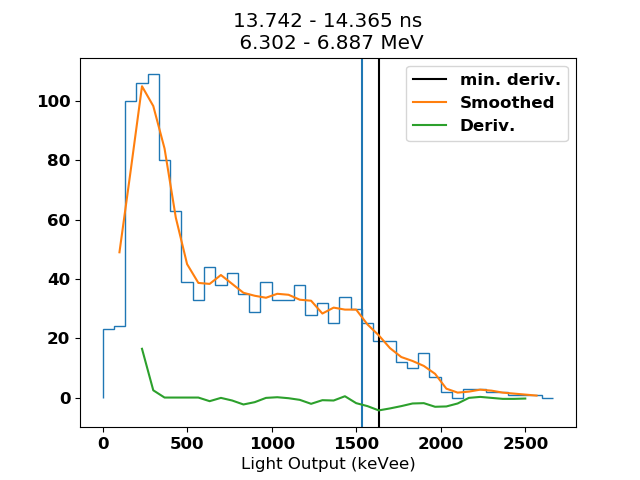 13.742 - 14.365 ns
6.302 - 6.887 MeV
min. deriv.
Smoothed
Deriv.
100
80
60
40
20
0
0 500 1000 1500 2000 2500
Light Output (keVee)